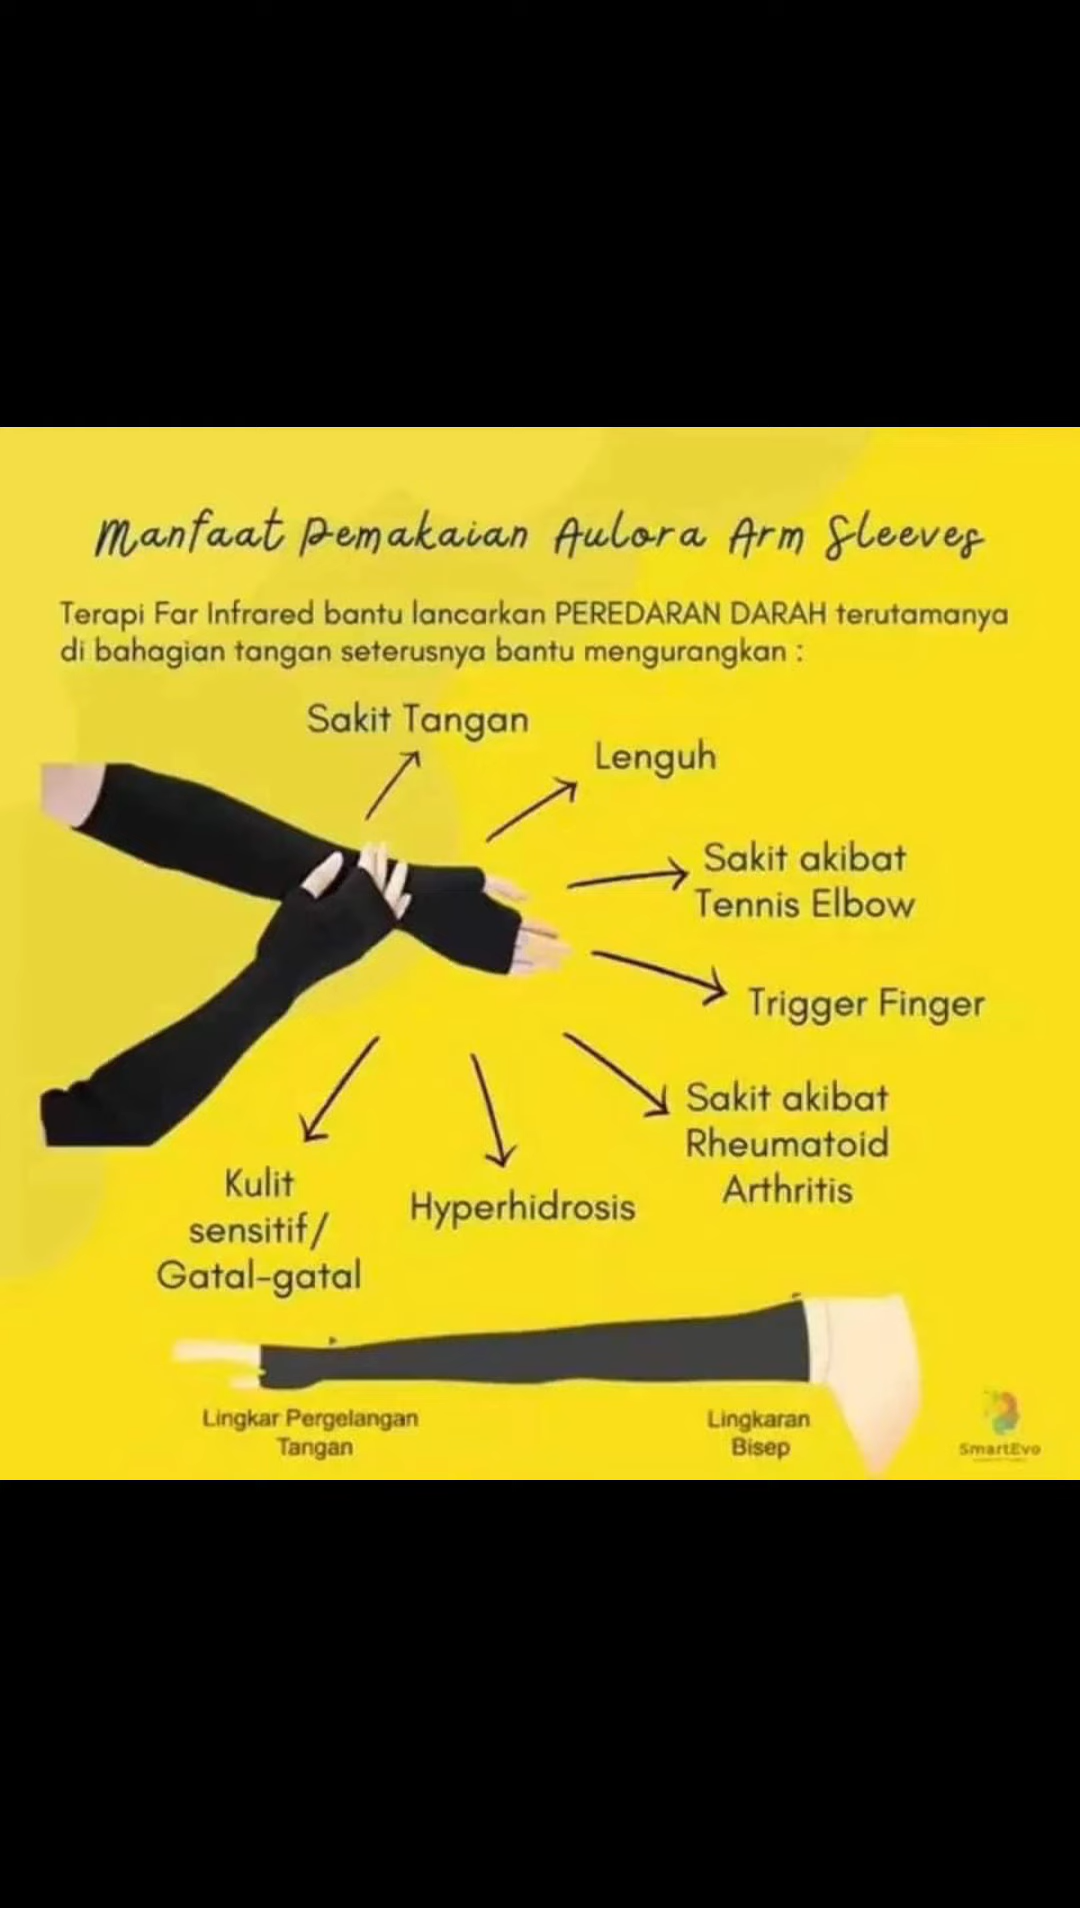 Manfaat Pemakaian Aulora Arm Sleeves
Terapi Far Infrared bantu lancarkan PEREDARAN DARAH terutamanya
di bahagian tangan seterusnya bantu mengurangkan :
Sakit Tangan
Lenguh
Sakit akibat
Tennis Elbow
Trigger Finger
Sakit akibat
Rheumatoid
Arthritis
Hyperhidrosis
Kulit
sensitif/
Gatal-gatal
Lingkar Pergelangan
Tangan
Lingkaran
Bisep
SmartEvo